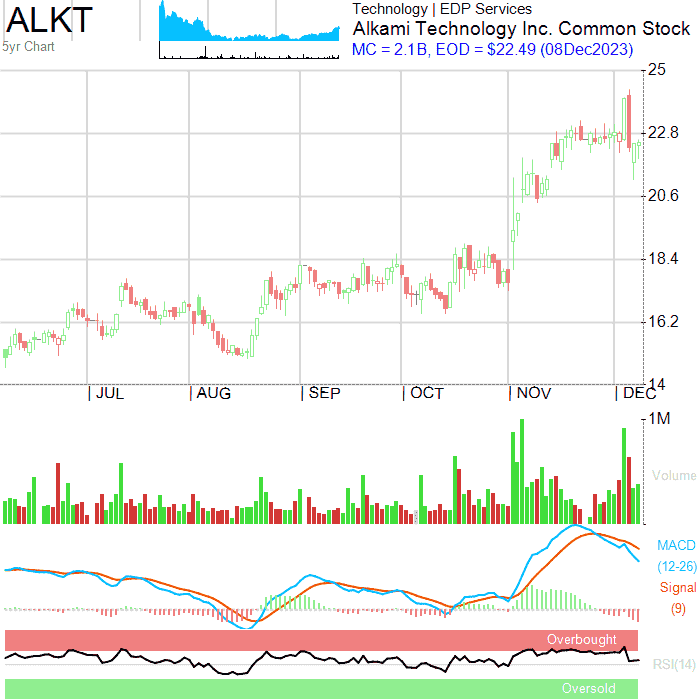 ALKT
5yr Chart
Technology | EDP Services
Alkami Technology Inc. Common Stock
MC = 2.1B, EOD = $22.49 (08Dec2023)
25
22.8
20.6
18.4
16.2
14
JUL AUG SEP OCT NOV DEC
1M
Volume
MACD
(12-26)
Signal
(9)
Overbought
RSI(14)
Oversold